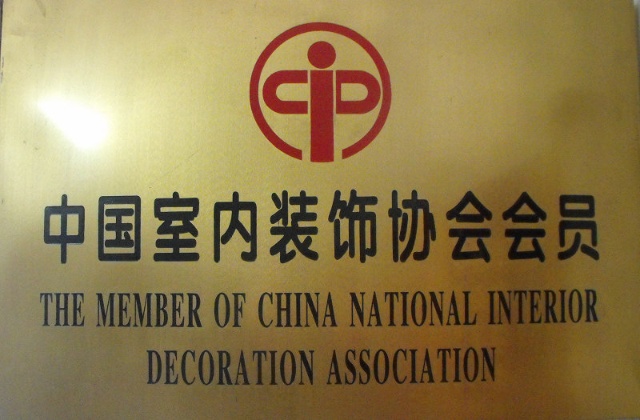 中国室内装饰协会会员
THE MEMBER OF CHINA NATIONAL INTERIOR
DECORATION ASSOCIATION